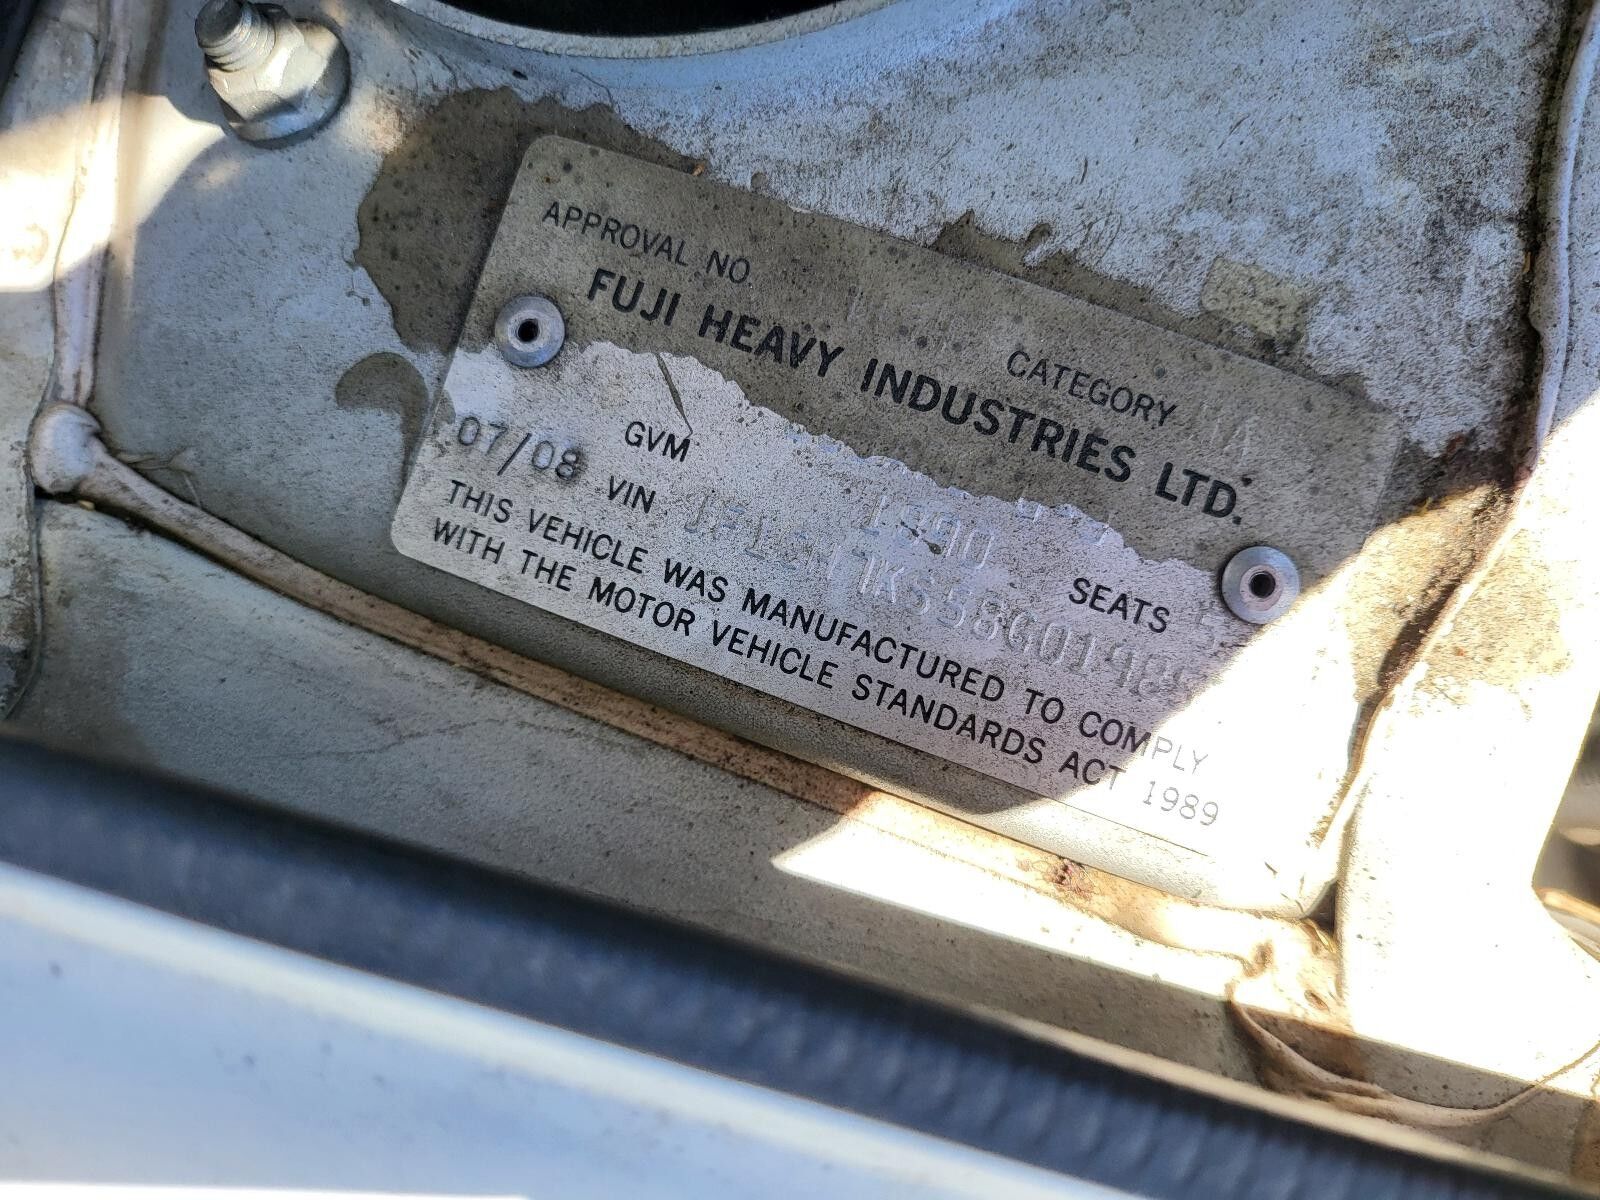 APPROVAL NO CATEGORY
FUJI HEAVY INDUSTRIES LTD.
GVM 1990 SEATS 5
07/08 VIN
THIS VEHICLE WAS MANUFACTURED TO COMPLY
WITH THE MOTOR VEHICLE STANDARDS ACT 1989